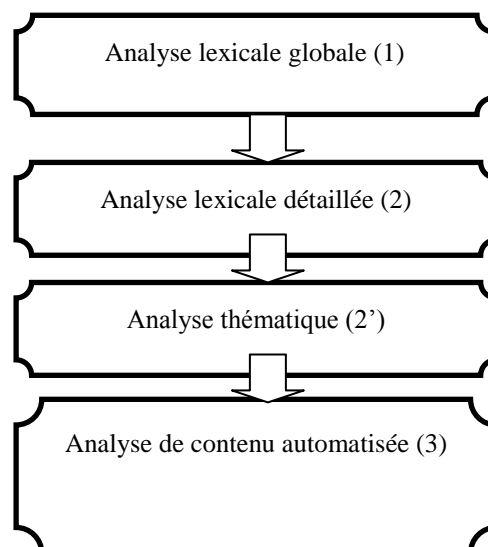 Analyse lexicale globale (1)
Analyse lexicale détaillée (2)
Analyse thématique (2’)
Analyse de contenu automatisée (3)